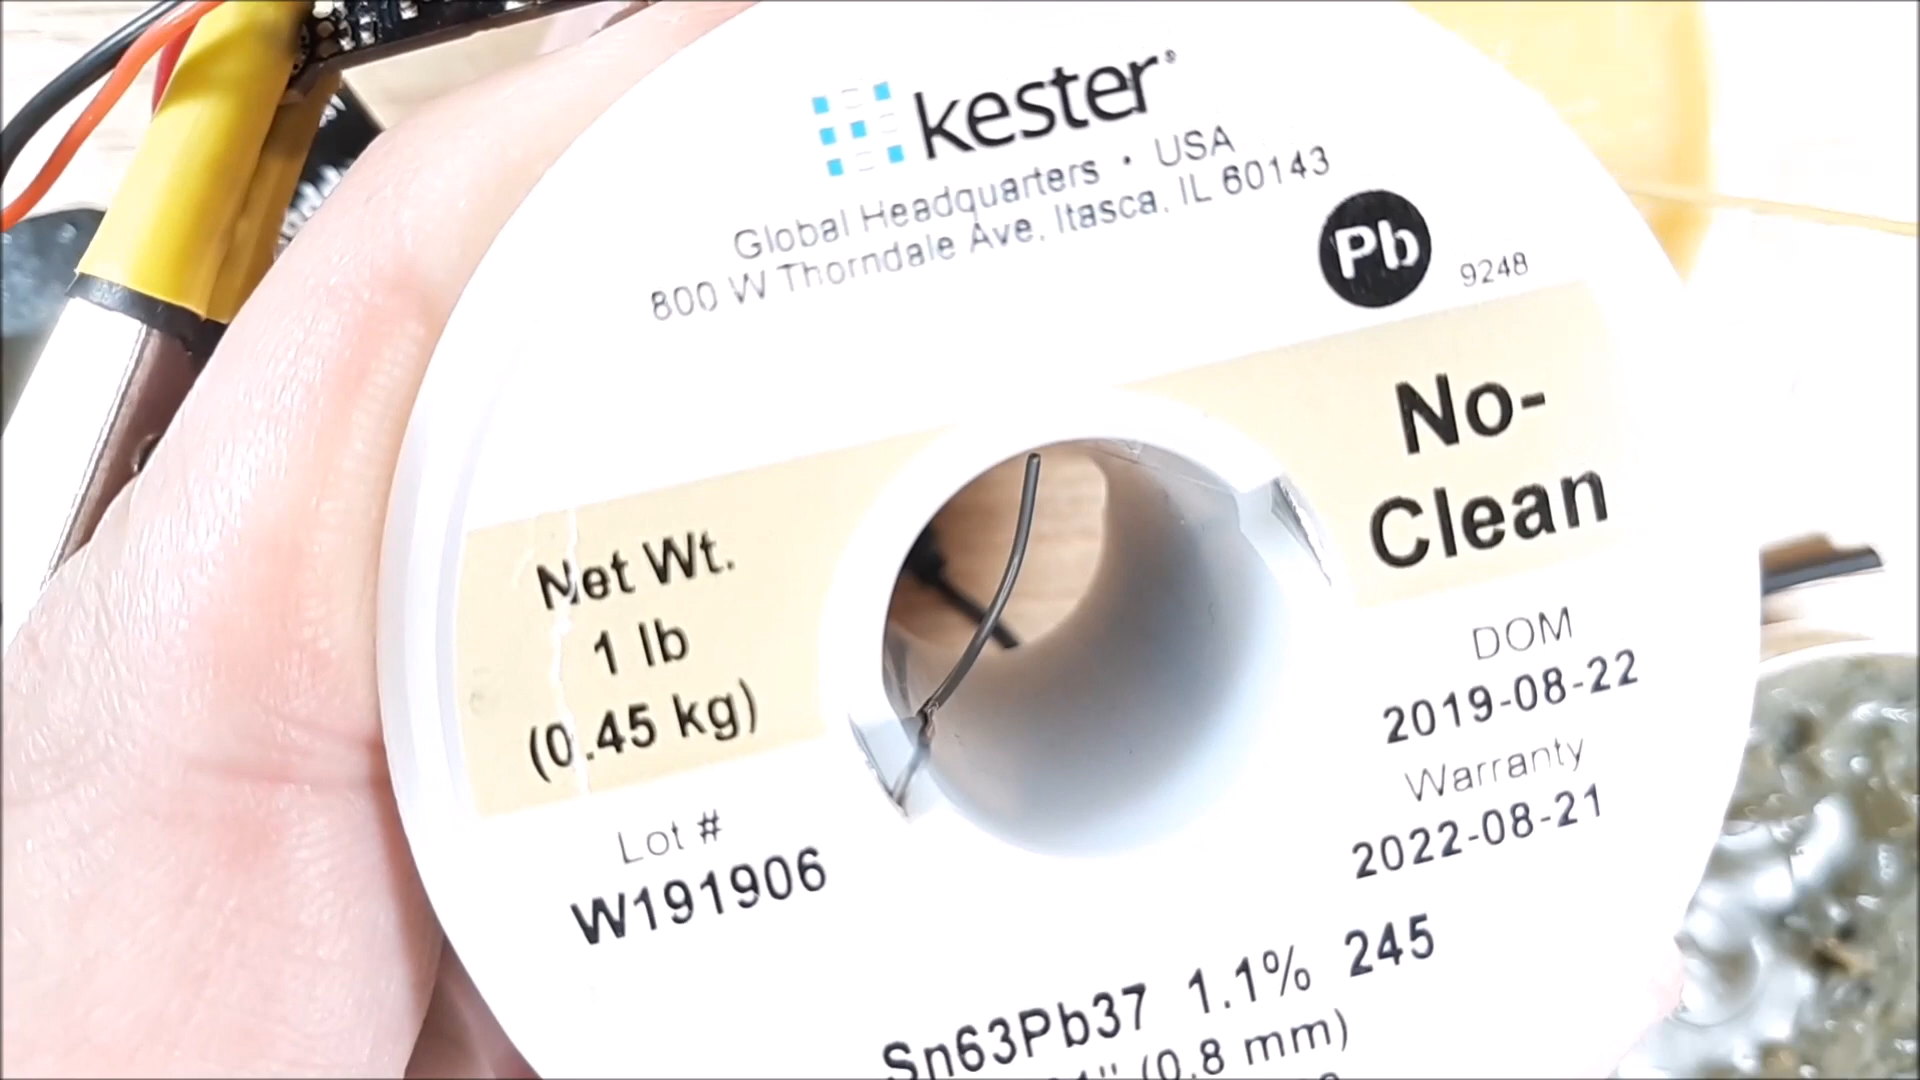 kester®
Global Headquarters • USA
800 W Thorndale Ave, Itasca, IL 60143
Pb
9248
No-
Clean
Net Wt.
1 lb
(0.45 kg)
DOM
2019-08-22
Warranty
2022-08-21
Lot #
W191906
Sn63Pb37 1.1% 245
(0.8 mm)